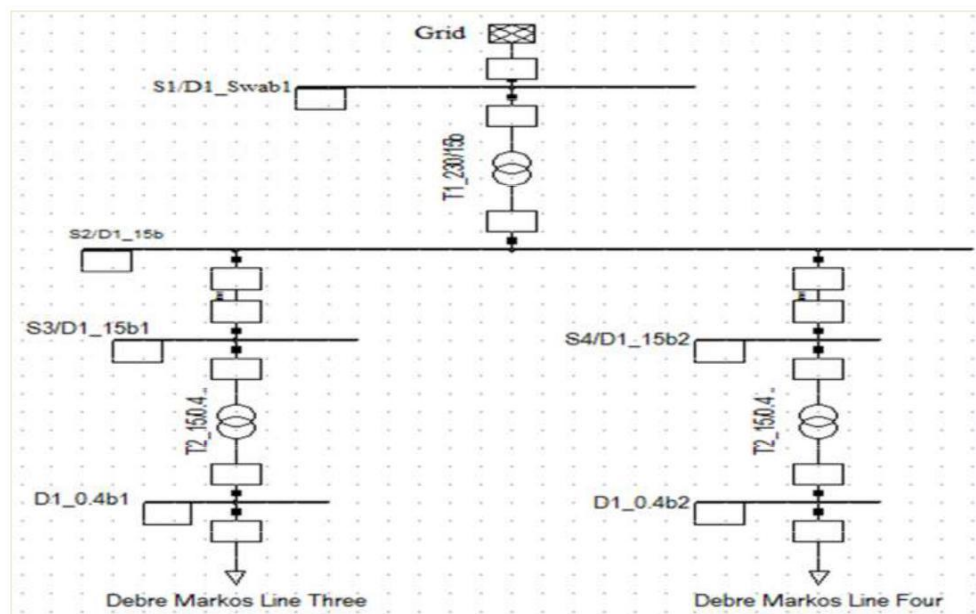 Grid
S1/D1_Swab1
T1_230/15b
S2/D1_15b
S3/D1_15b1
S4/D1_15b2
T2_15/0.4..
T2_15/0.4..
D1_0.4b1
D1_0.4b2
Debre Markos Line Three
Debre Markos Line Four